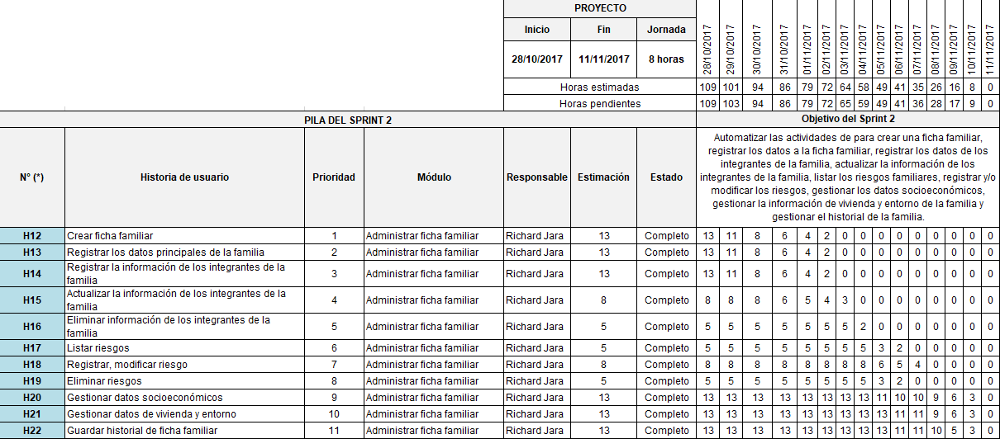 PROYECTO
Inicio Fin Jornada
28/10/2017 11/11/2017 8 horas
28/10/2017 29/10/2017 30/10/2017 31/10/2017 01/11/2017 02/11/2017 03/11/2017 04/11/2017 05/11/2017 06/11/2017 07/11/2017 08/11/2017 09/11/2017 10/11/2017 11/11/2017
Horas estimadas 109 101 94 86 79 72 64 58 49 41 35 26 16 8 0
Horas pendientes 109 103 94 86 79 72 65 59 49 41 36 28 17 9 0
PILA DEL SPRINT 2 Objetivo del Sprint 2
N° (*) Historia de usuario Prioridad Módulo Responsable Estimación Estado
Automatizar las actividades de para crear una ficha familiar,
registrar los datos a la ficha familiar, registrar los datos de los
integrantes de la familia, actualizar la información de los
integrantes de la familia, listar los riesgos familiares, registrar y/o
modificar los riesgos, gestionar los datos socioeconómicos,
gestionar la información de vivienda y entorno de la familia y
gestionar el historial de la familia.
H12 Crear ficha familiar 1 Administrar ficha familiar Richard Jara 13 Completo 13 11 8 6 4 2 0 0 0 0 0 0 0 0 0
H13 Registrar los datos principales de la familia 2 Administrar ficha familiar Richard Jara 13 Completo 13 11 8 6 4 2 0 0 0 0 0 0 0 0 0
H14 Registrar la información de los integrantes de la
familia 3 Administrar ficha familiar Richard Jara 13 Completo 13 11 8 6 4 2 0 0 0 0 0 0 0 0 0
H15 Actualizar la información de los integrantes de la
familia 4 Administrar ficha familiar Richard Jara 8 Completo 8 8 8 6 5 4 3 0 0 0 0 0 0 0 0
H16 Eliminar información de los integrantes de la
familia 5 Administrar ficha familiar Richard Jara 5 Completo 5 5 5 5 5 5 5 2 0 0 0 0 0 0 0
H17 Listar riesgos 6 Administrar ficha familiar Richard Jara 5 Completo 5 5 5 5 5 5 5 5 3 2 0 0 0 0 0
H18 Registrar, modificar riesgo 7 Administrar ficha familiar Richard Jara 8 Completo 8 8 8 8 8 8 8 8 6 5 4 0 0 0 0
H19 Eliminar riesgos 8 Administrar ficha familiar Richard Jara 5 Completo 5 5 5 5 5 5 5 5 3 2 0 0 0 0 0
H20 Gestionar datos socioeconómicos 9 Administrar ficha familiar Richard Jara 13 Completo 13 13 13 13 13 13 13 13 11 10 10 9 6 3 0
H21 Gestionar datos de vivienda y entorno 10 Administrar ficha familiar Richard Jara 13 Completo 13 13 13 13 13 13 13 13 13 11 11 9 6 3 0
H22 Guardar historial de ficha familiar 11 Administrar ficha familiar Richard Jara 13 Completo 13 13 13 13 13 13 13 13 13 11 11 10 5 3 0